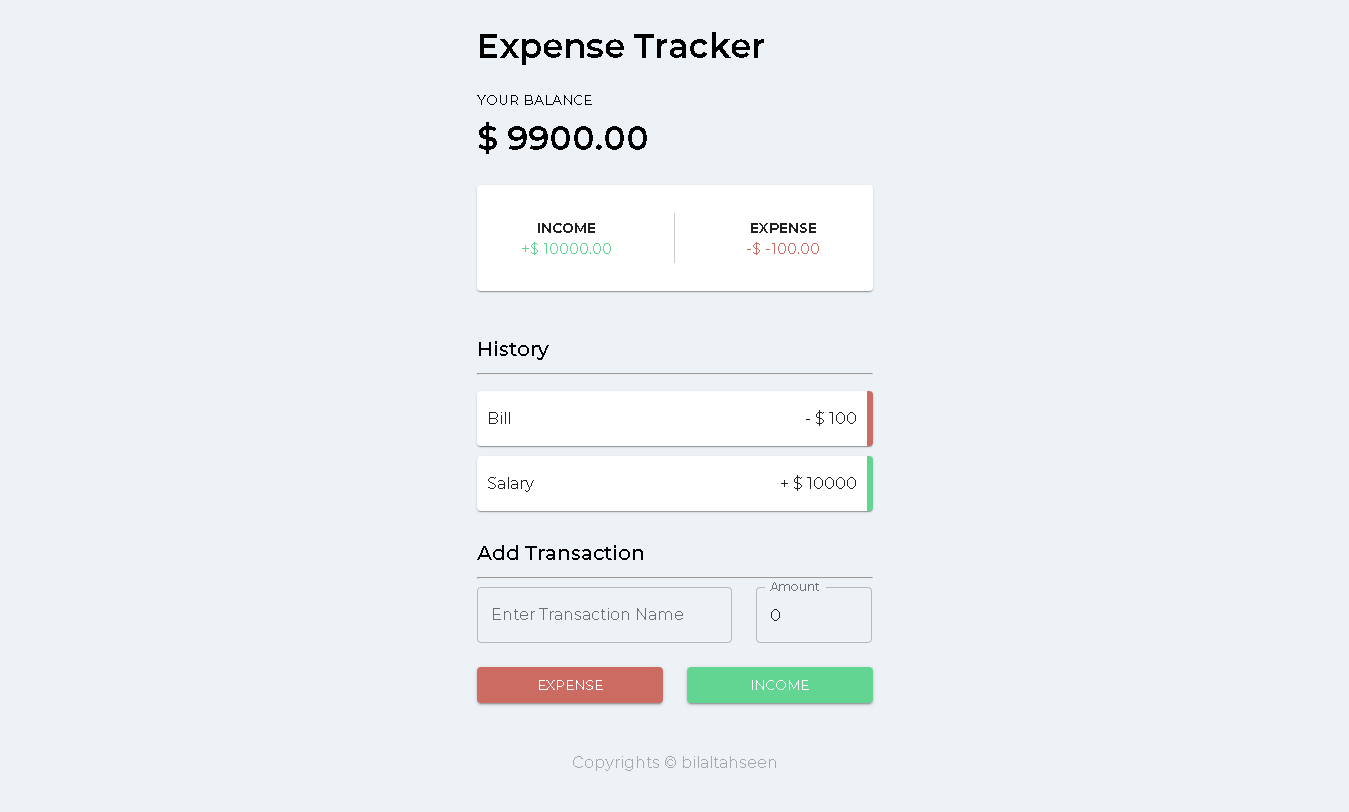 Expense Tracker
YOUR BALANCE
$ 9900.00
INCOME EXPENSE
+$ 10000.00 -$ -100.00
History
Bill - $ 100
Salary + $ 10000
Add Transaction
Amount
Enter Transaction Name 0
EXPENSE INCOME
Copyrights © bilaltahseen